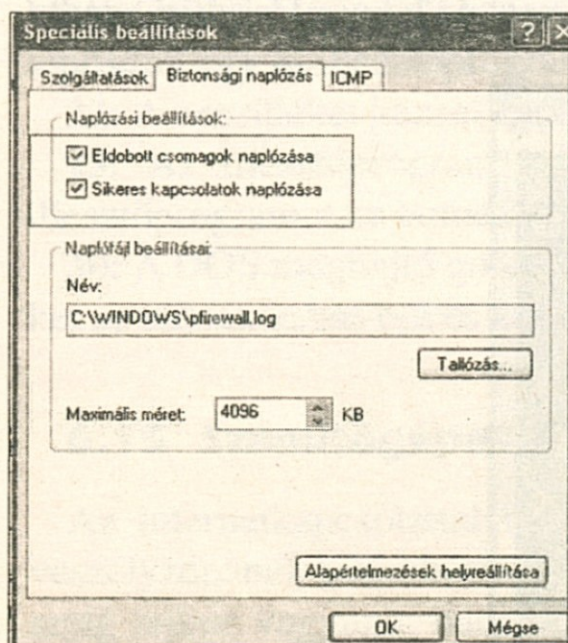 Speciális beállítások
Szolgáltatások Biztonsági naplózás ICMP
Naplózási beállítások:
Eldobott csomagok naplózása
Sikeres kapcsolatok naplózása
Naplófájl beállításai:
Név:
C:\WINDOWS\pfirewall.log
Tallózás...
Maximális méret: 4096 KB
Alapértelmezések helyreállítása
OK Mégse